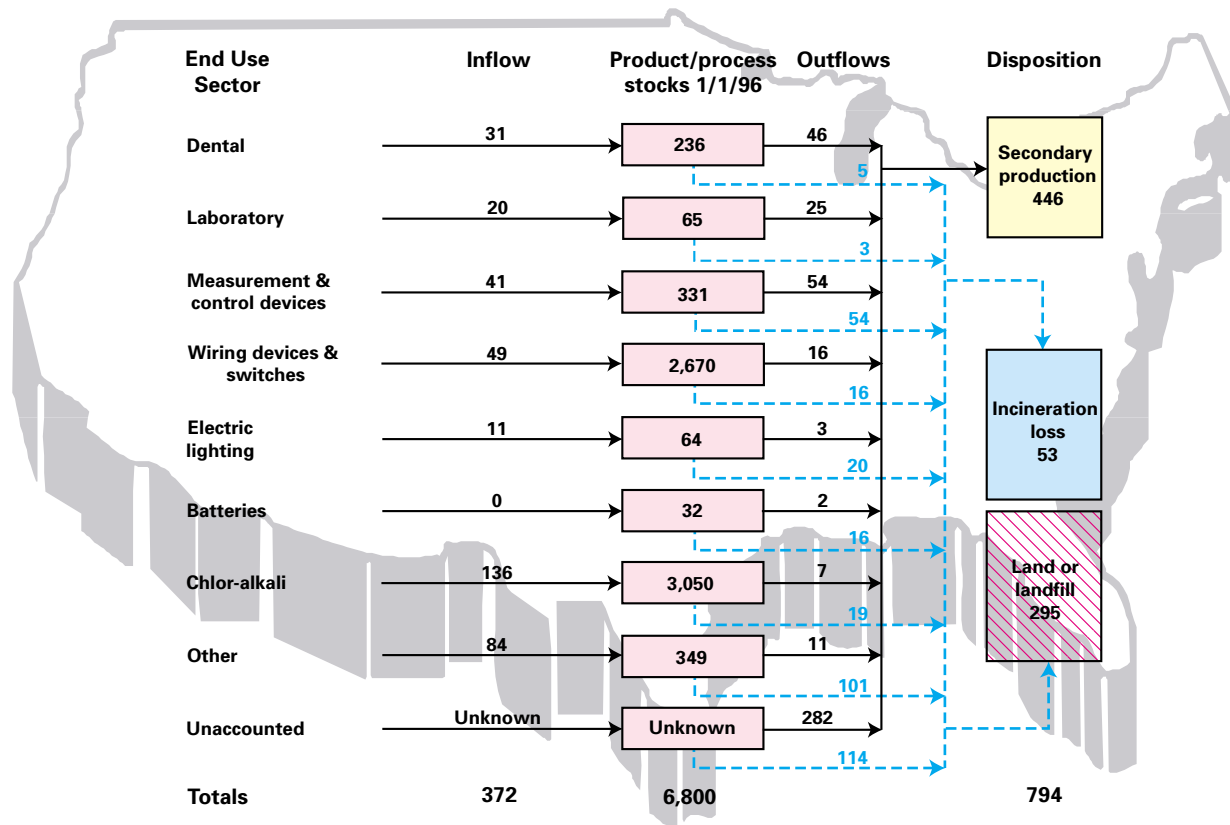 End Use
Sector
Inflow
Product/process
stocks 1/1/96
Outflows
Disposition
Dental
31
236
46
5
Secondary
production
446
Laboratory
20
65
25
3
Measurement &
control devices
41
331
54
54
Wiring devices &
switches
49
2,670
16
16
Incineration
loss
53
Electric
lighting
11
64
3
20
Batteries
0
32
2
16
Land or
landfill
295
Chlor-alkali
136
3,050
7
19
Other
84
349
11
101
Unaccounted
Unknown
Unknown
282
114
Totals
372
6,800
794